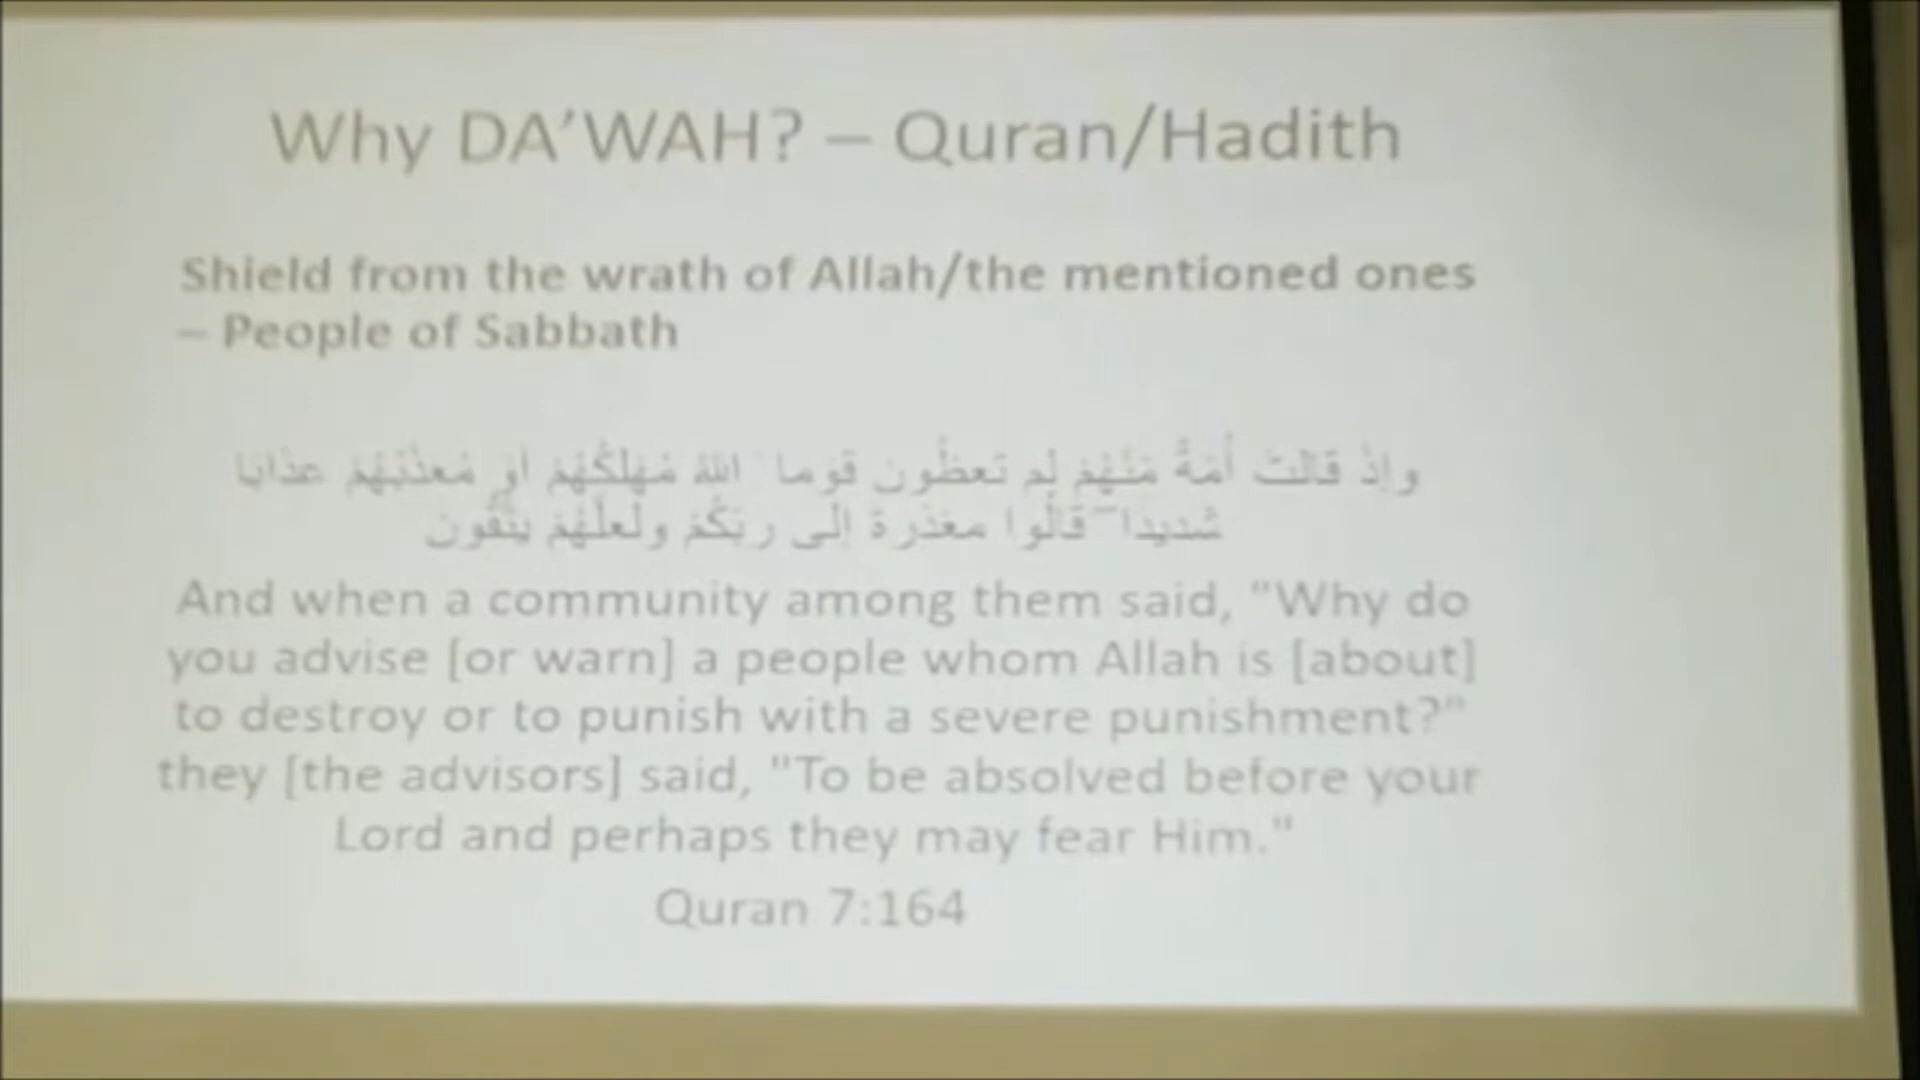 Why DA'WAH? – Quran/Hadith
Shield from the wrath of Allah/the mentioned ones
– People of Sabbath
وإذ قالت أمة منهم لم تعظون قوما الله مهلكهم أو معذبهم عذابا
شديدا قالوا معذرة إلى ربكم ولعلهم يتقون
And when a community among them said, "Why do
you advise [or warn] a people whom Allah is [about]
to destroy or to punish with a severe punishment?"
they [the advisors] said, "To be absolved before your
Lord and perhaps they may fear Him."
Quran 7:164